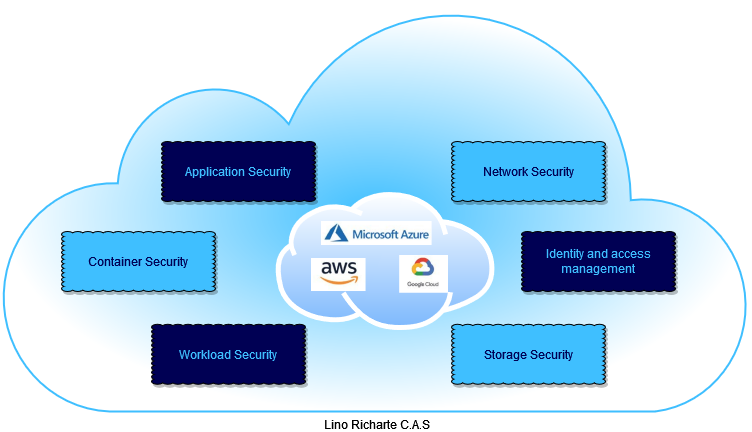 Application Security
Network Security
Microsoft Azure
Container Security
aws
Google Cloud
Identity and access
management
Workload Security
Storage Security
Lino Richarte C.A.S